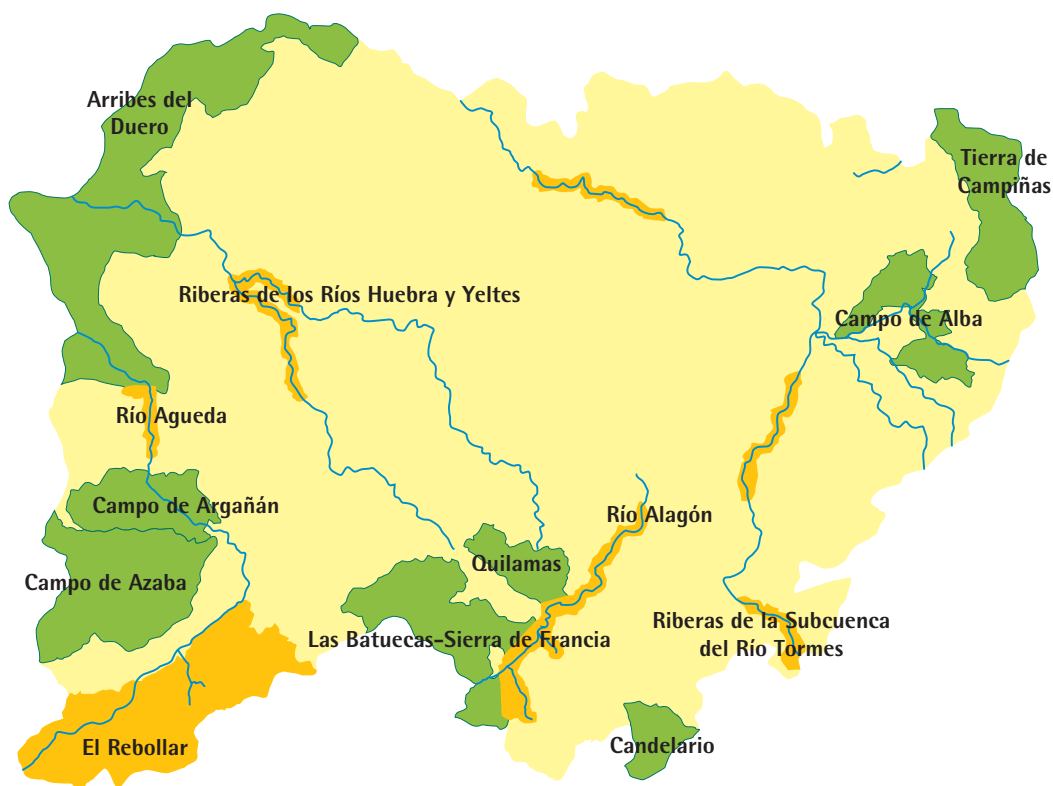 Arribes del
Duero
Tierra de
Campiñas
Riberas de los Ríos Huebra y Yeltes
Campo de Alba
Río Agueda
Campo de Argañán
Río Alagón
Quilamas
Campo de Azaba
Las Batuecas-Sierra de Francia
Riberas de la Subcuenca
del Río Tormes
El Rebollar
Candelario